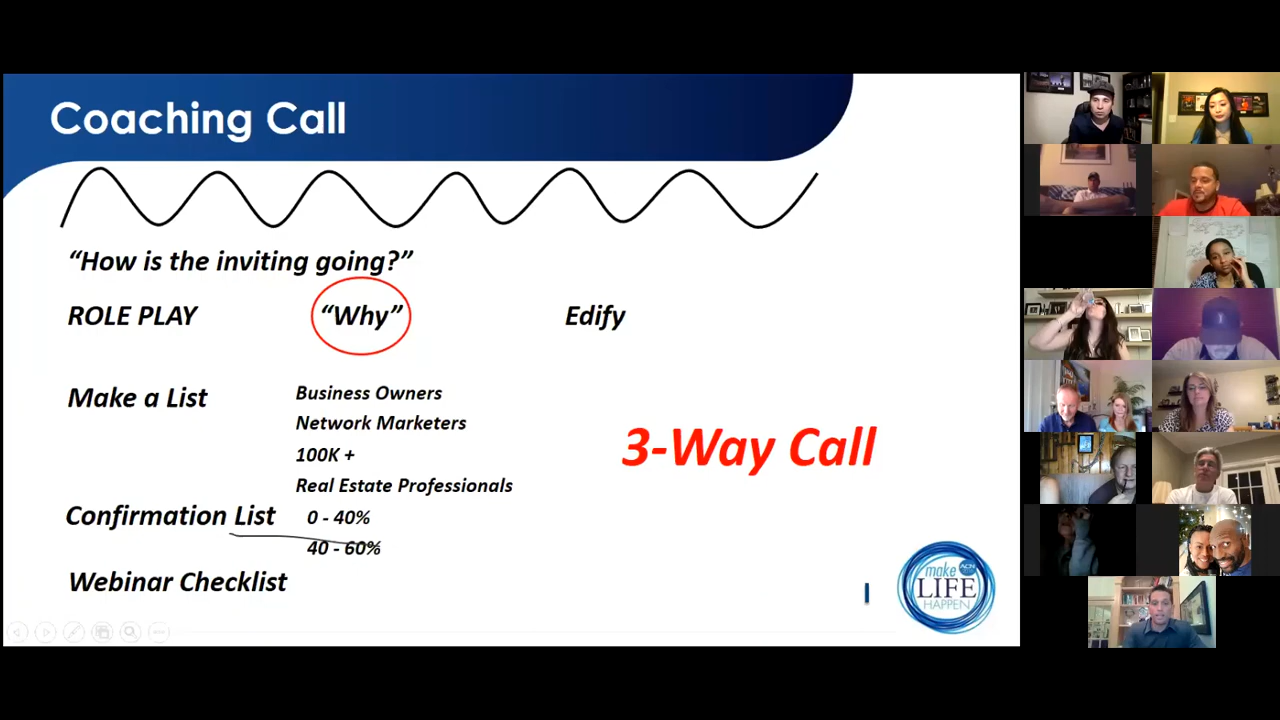 Coaching Call
“How is the inviting going?”
ROLE PLAY
“Why”
Edify
Make a List
Business Owners
Network Marketers
100K +
Real Estate Professionals
3-Way Call
Confirmation List
0 - 40%
40 - 60%
Webinar Checklist
make
ACN
LIFE
HAPPEN